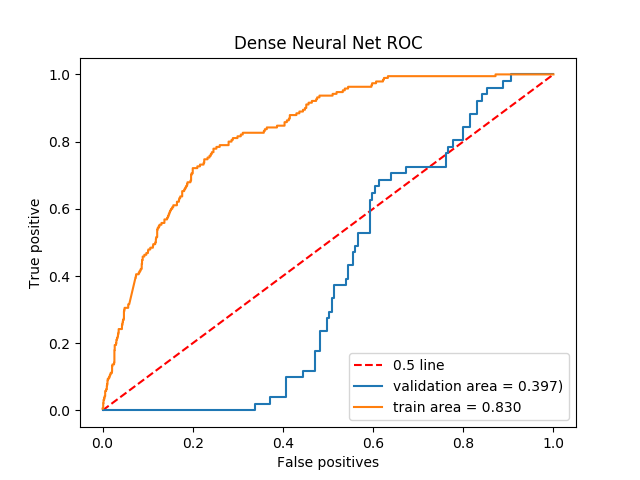 Dense Neural Net ROC
True positive
1.0
0.8
0.6
0.4
0.2
0.0
0.5 line
validation area = 0.397)
train area = 0.830
0.0 0.2 0.4 0.6 0.8 1.0
False positives